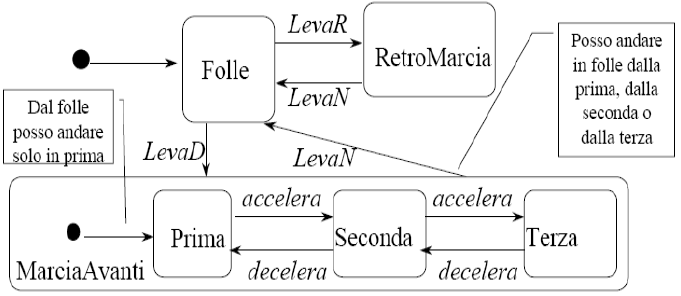 LevaR
Folle
RetroMarcia
LevaN
Posso andare
in folle dalla
prima, dalla
seconda o
dalla terza
Dal folle
posso andare
solo in prima
LevaD
LevaN
accelera
accelera
Prima
Seconda
Terza
decelera
decelera
MarciaAvanti